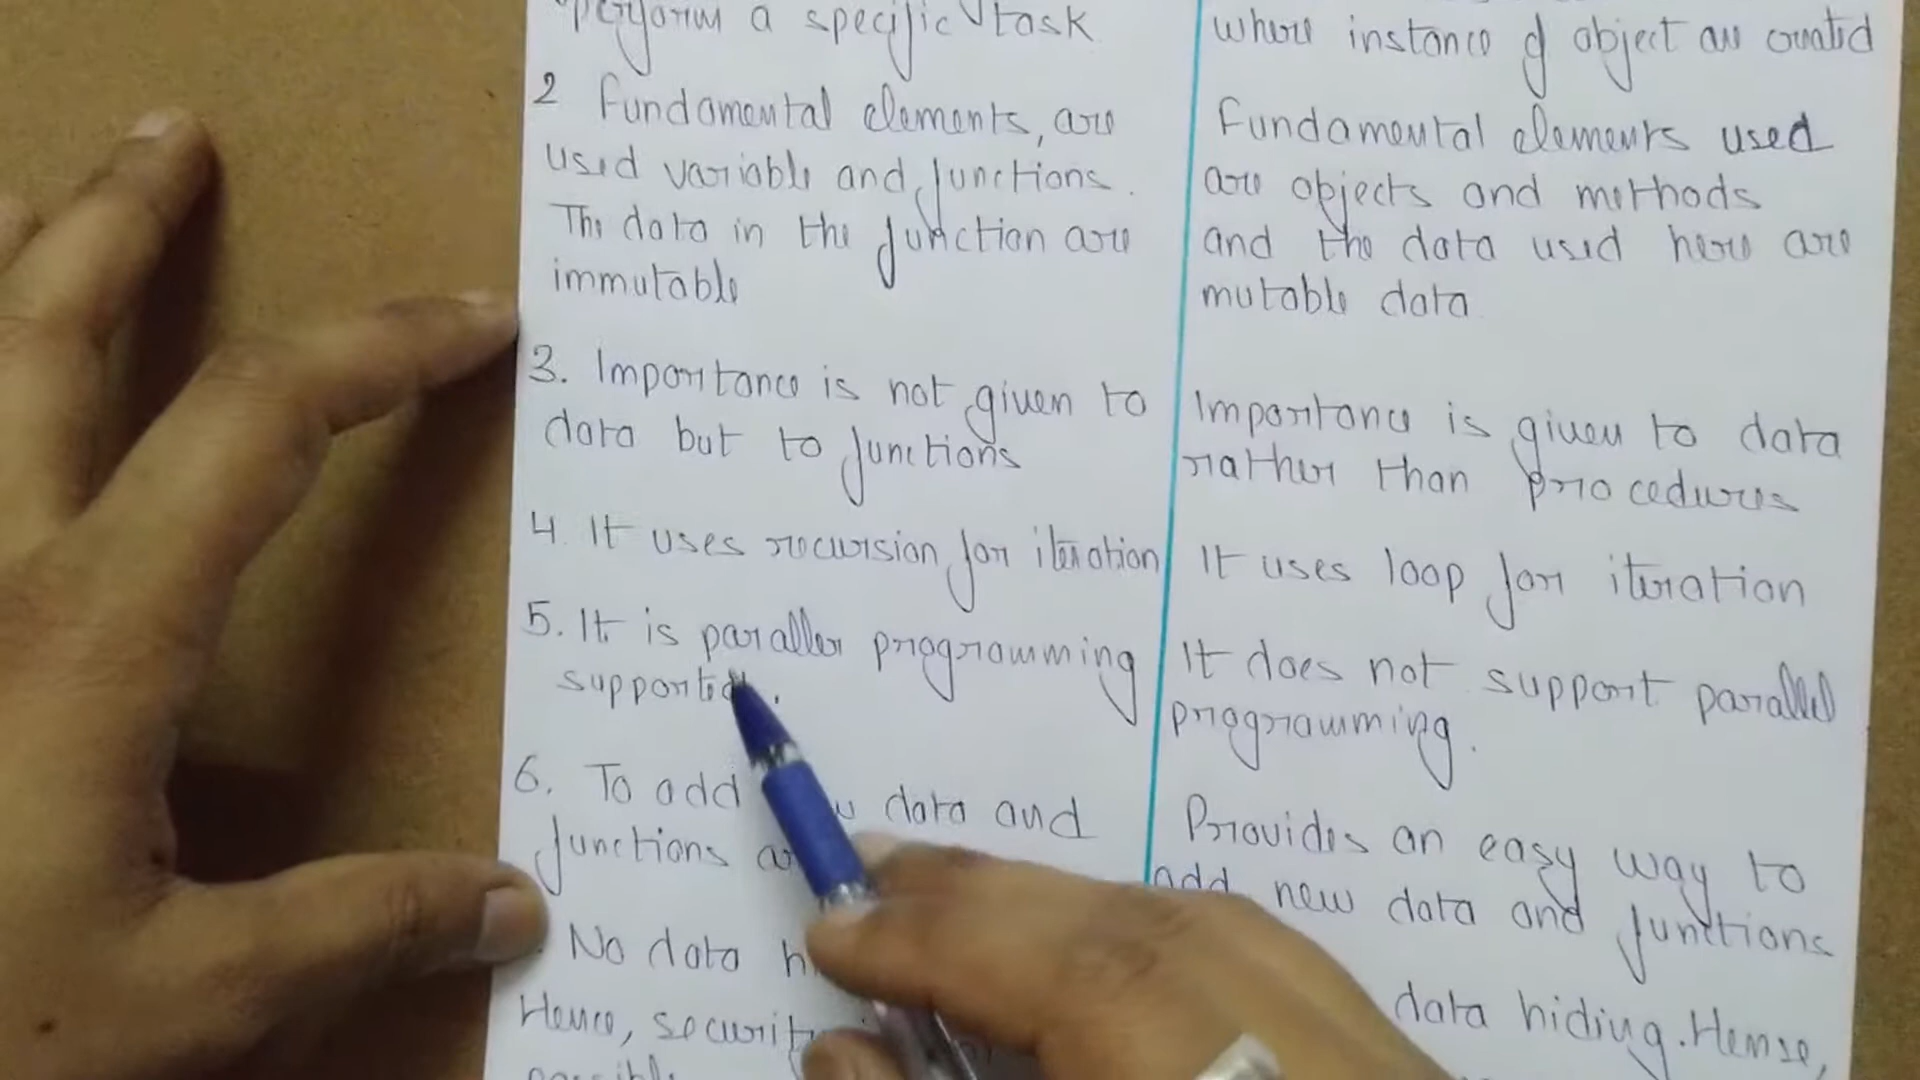 perform a specific task
2 Fundamental elements, are
used variable and functions.
The data in the function are
immutable
3. Importance is not given to
data but to functions
4. It uses recursion for iteration
5. It is paraller programming
supported.
6. To add data and
functions
No data
Hence, security
where instance of object are created
Fundamental elements used
are objects and methods
and the data used here are
mutable data
Importance is given to data
rather than procedures
It uses loop for iteration
It does not support parallel
programming.
Provides an easy way to
add new data and functions
data hiding. Hense,